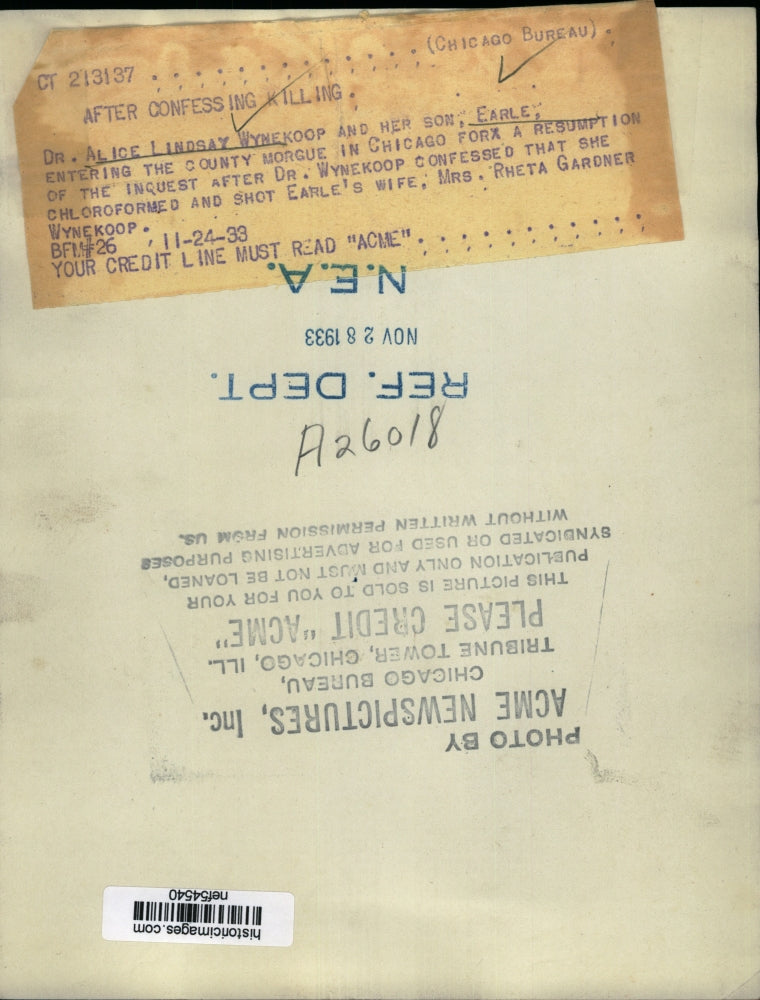 CT 213137 . . . . . . . . . . . . (CHICAGO BUREAU) .
AFTER CONFESSING KILLING .
DR. ALICE LINDSAY WYNEKOOP AND HER SON, EARLE,
ENTERING THE COUNTY MORGUE IN CHICAGO FORX A RESUMPTION
OF THE INQUEST AFTER DR. WYNEKOOP CONFESSED THAT SHE
CHLOROFORMED AND SHOT EARLE'S WIFE, MRS. RHETA GARDNER
WYNEKOOP.
BFM#26 , 11-24-33
YOUR CREDIT LINE MUST READ "ACME" . . . . . . . . . . .
N.E.A.
NOV 28 1933
REF. DEPT.
A26018
PHOTO BY
ACME NEWSPICTURES, Inc.
CHICAGO BUREAU,
TRIBUNE TOWER, CHICAGO, ILL.
PLEASE CREDIT "ACME"
THIS PICTURE IS SOLD TO YOU FOR YOUR
PUBLICATION ONLY AND MUST NOT BE LOANED,
SYNDICATED OR USED FOR ADVERTISING PURPOSES
WITHOUT WRITTEN PERMISSION FROM US.
historicimages.com
nef54540